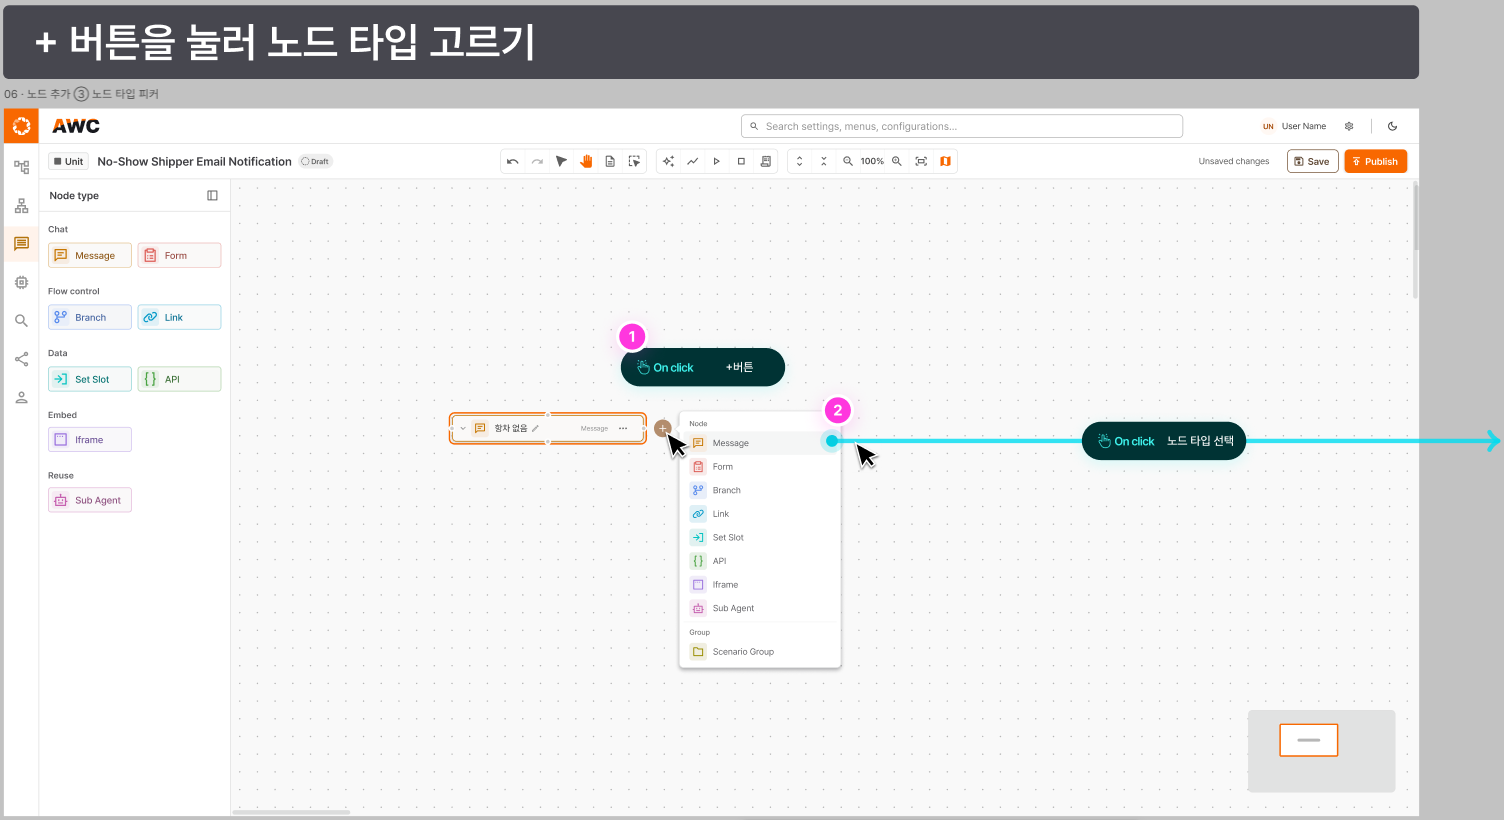 + 버튼을 눌러 노드 타입 고르기
06 · 노드 추가 ③ 노드 타입 피커
AWC
Search settings, menus, configurations...
UN User Name
Unit No-Show Shipper Email Notification Draft
100%
Unsaved changes Save Publish
Node type
Chat
Message Form
Flow control
Branch Link
Data
Set Slot API
Embed
Iframe
Reuse
Sub Agent
1
On click +버튼
항차 없음 Message ...
2
Node
Message
Form
Branch
Link
Set Slot
API
Iframe
Sub Agent
Group
Scenario Group
On click 노드 타입 선택